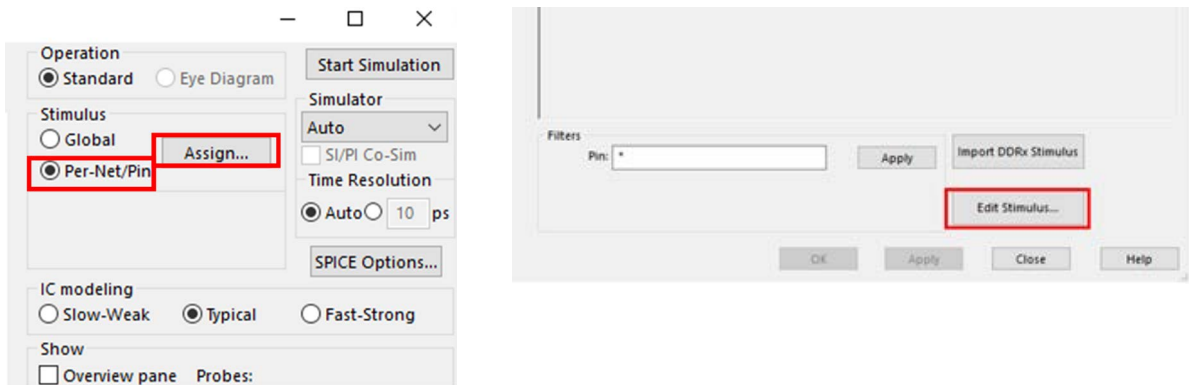 Operation
Standard Eye Diagram
Start Simulation
Stimulus
Global
Assign...
Per-Net/Pin
Simulator
Auto
SI/PI Co-Sim
Time Resolution
Auto 10 ps
SPICE Options...
IC modeling
Slow-Weak Typical Fast-Strong
Show
Overview pane Probes:
Filters
Pin: * Apply
Import DDRx Stimulus
Edit Stimulus...
OK Apply Close Help